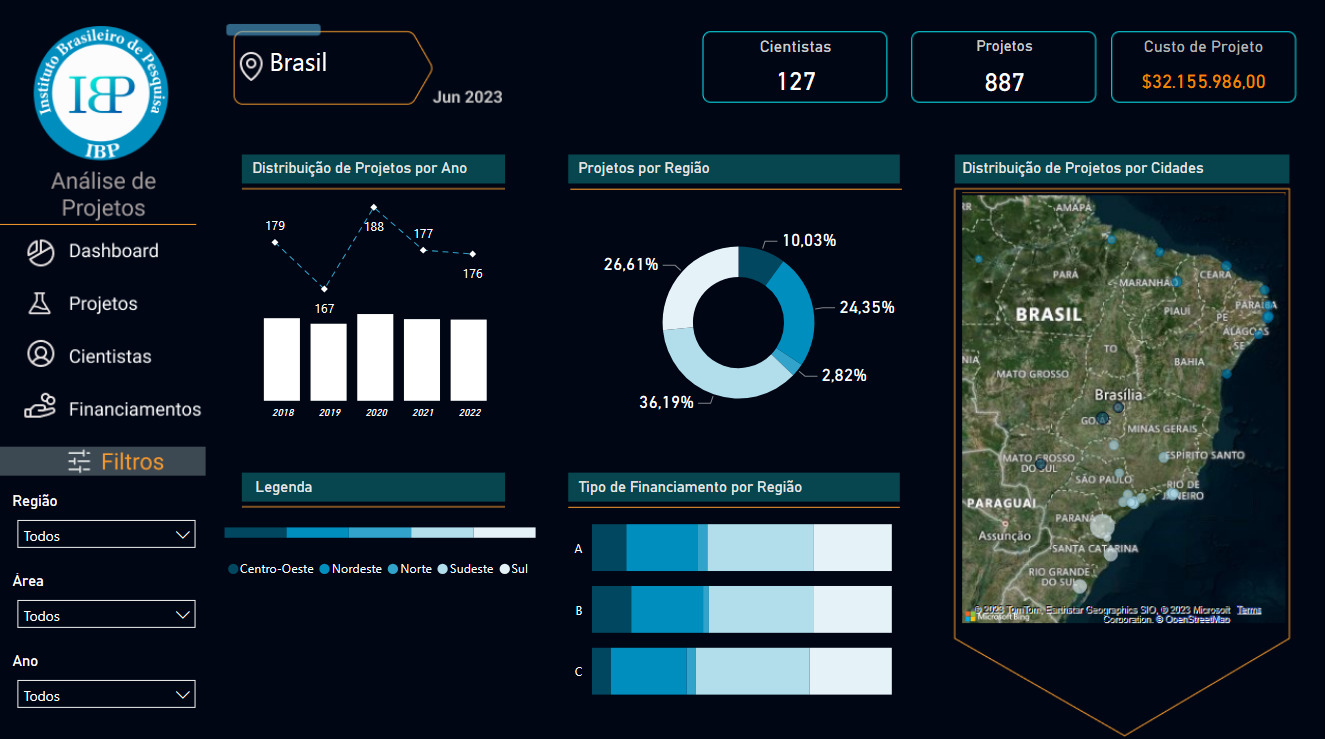 Instituto Brasileiro de Pesquisa
IBP
IBP
Análise de
Projetos
Dashboard
Projetos
Cientistas
Financiamentos
Filtros
Região
Todos
Área
Todos
Ano
Todos
Brasil
Jun 2023
Cientistas
127
Projetos
887
Custo de Projeto
$32.155.986,00
Distribuição de Projetos por Ano
179
167
188
177
176
2018
2019
2020
2021
2022
Projetos por Região
10,03%
24,35%
2,82%
36,19%
26,61%
Legenda
Centro-Oeste
Nordeste
Norte
Sudeste
Sul
Tipo de Financiamento por Região
A
B
C
Distribuição de Projetos por Cidades
RR
AMAPÁ
PARÁ
MARANHÃO
CEARÁ
BRASIL
PIAUÍ
PARAÍBA
PE
ALAGOAS
SE
TO
NIA
MATO GROSSO
BAHIA
Brasília
MINAS GERAIS
MATO GROSSO
DO SUL
ESPÍRITO SANTO
SÃO PAULO
RIO DE
JANEIRO
PARAGUAI
PARANÁ
Assunção
SANTA CATARINA
RIO GRANDE
DO SUL
© 2023 TomTom, Earthstar Geographics SIO, © 2023 Microsoft Terms
Corporation, © OpenStreetMap
Microsoft Bing